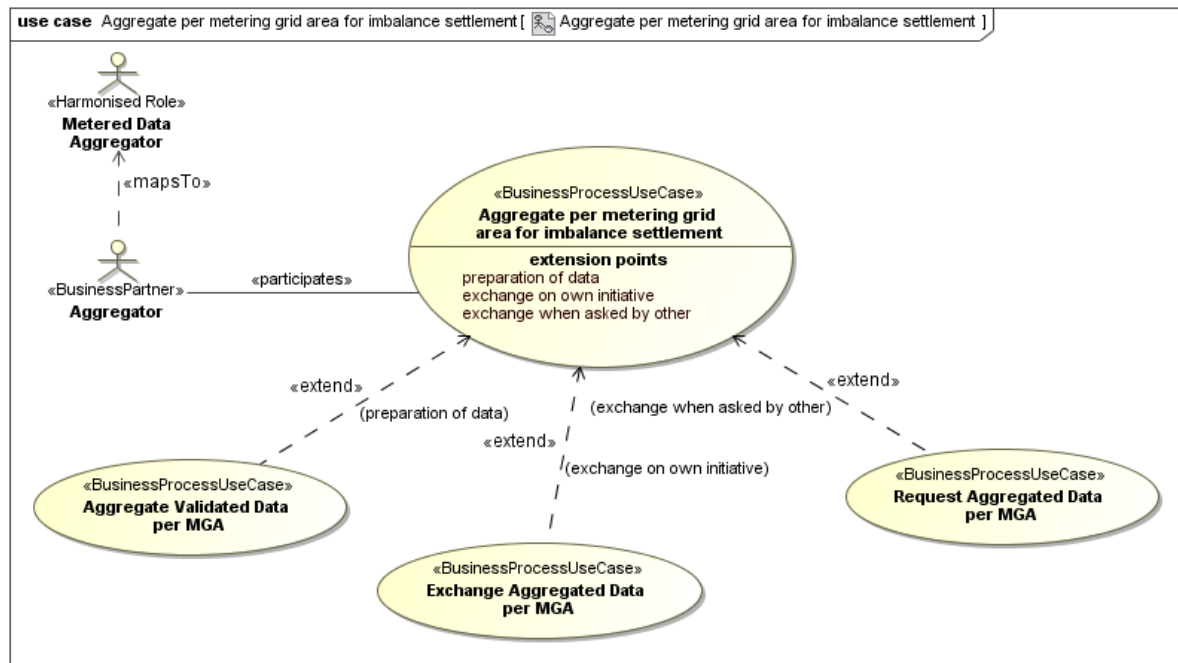 use case Aggregate per metering grid area for imbalance settlement [ Aggregate per metering grid area for imbalance settlement ]
«Harmonised Role»
Metered Data
Aggregator
«mapsTo»
«BusinessPartner»
Aggregator
«participates»
«BusinessProcessUseCase»
Aggregate per metering grid
area for imbalance settlement
extension points
preparation of data
exchange on own initiative
exchange when asked by other
«extend»
(preparation of data)
«extend»
(exchange on own initiative)
«extend»
(exchange when asked by other)
«BusinessProcessUseCase»
Aggregate Validated Data
per MGA
«BusinessProcessUseCase»
Exchange Aggregated Data
per MGA
«BusinessProcessUseCase»
Request Aggregated Data
per MGA